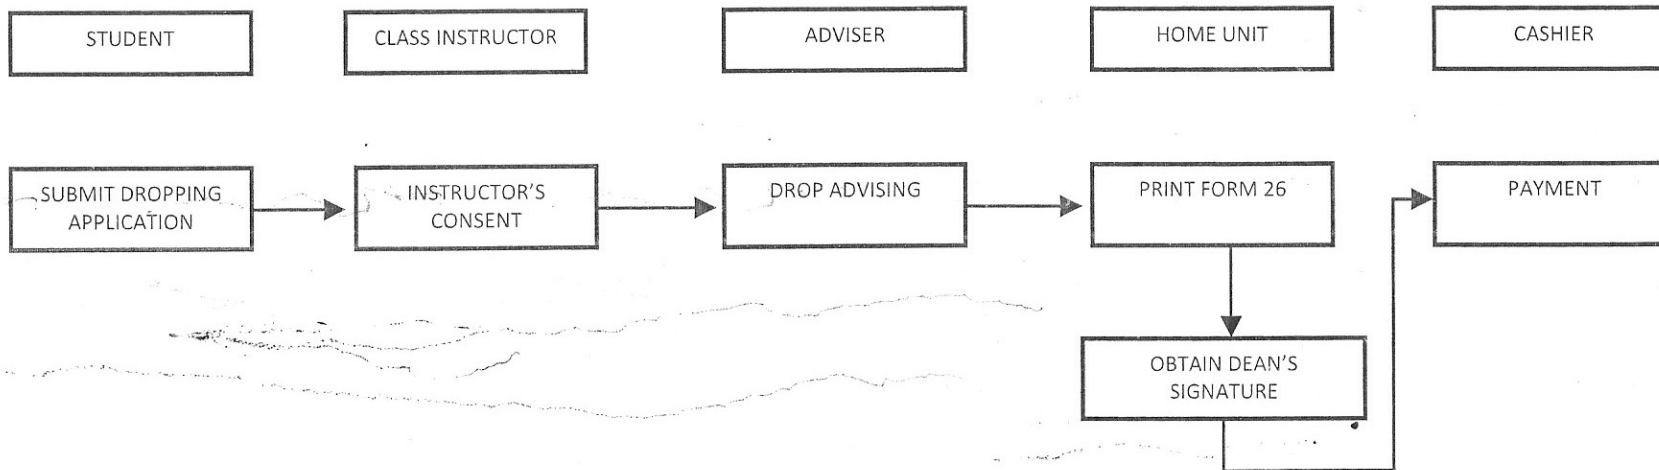 STUDENT
CLASS INSTRUCTOR
ADVISER
HOME UNIT
CASHIER
SUBMIT DROPPING
APPLICATION
INSTRUCTOR'S
CONSENT
DROP ADVISING
PRINT FORM 26
PAYMENT
OBTAIN DEAN'S
SIGNATURE